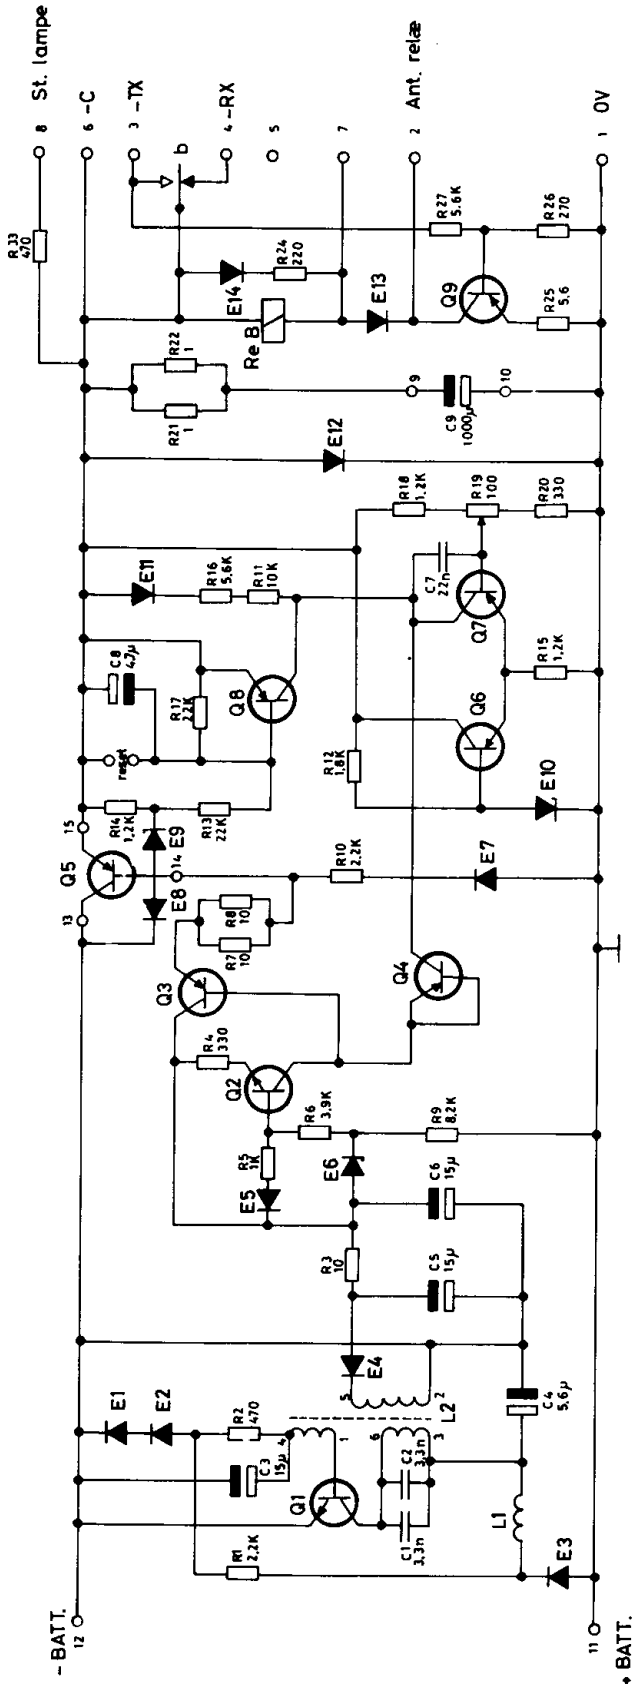 - BATT.
12
+ BATT.
11
E1
E2
R2
470
C3
15µ
4
1
Q1
R1
2,2K
C1
3,3n
C2
3,3n
6
3
L2
5
2
L1
E3
C4
5,6µ
E4
R3
10
C5
15µ
C6
15µ
E5
R5
1K
E6
R6
3,9K
R9
8,2K
Q2
R4
330
Q3
R7
10
R8
10
Q4
13
Q5
15
14
E8
E9
R14
1,2K
R13
22K
R10
2,2K
E7
reset
C8
47µ
R17
22K
Q8
E11
R16
5,6K
R11
10K
R12
1,8K
Q6
E10
R15
1,2K
Q7
C7
22n
R18
1,2K
R19
100
R20
330
E12
R21
1
R22
1
9
C9
1000µ
10
R33
470
Re B
E14
R24
220
E13
Q9
R25
5,6
R27
5,6K
R26
270
b
8 St. lampe
6 -C
3 -TX
4 -RX
5
7
2 Ant. relæ
1 0V